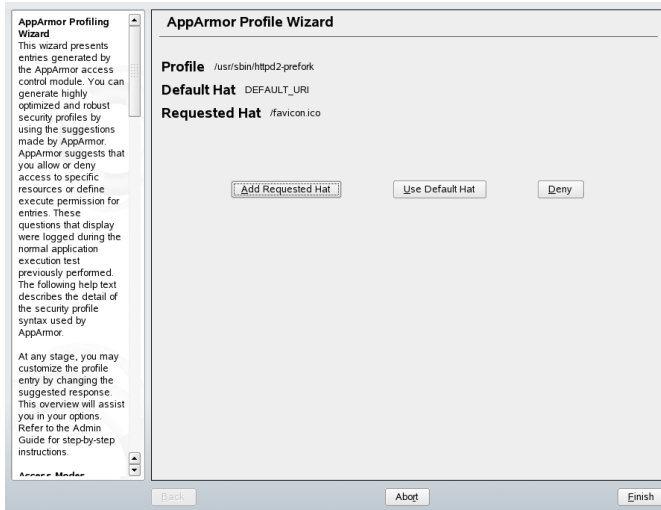 AppArmor Profiling
Wizard
This wizard presents
entries generated by
the AppArmor access
control module. You can
generate highly
optimized and robust
security profiles by
using the suggestions
made by AppArmor.
AppArmor suggests that
you allow or deny
access to specific
resources or define
execute permission for
entries. These
questions that display
were logged during the
normal application
execution test
previously performed.
The following help text
describes the detail of
the security profile
syntax used by
AppArmor.
At any stage, you may
customize the profile
entry by changing the
suggested response.
This overview will assist
you in your options.
Refer to the Admin
Guide for step-by-step
instructions.
Access Modes
AppArmor Profile Wizard
Profile /usr/sbin/httpd2-prefork
Default Hat DEFAULT_URI
Requested Hat /favicon.ico
Add Requested Hat Use Default Hat Deny
Back Abort Finish